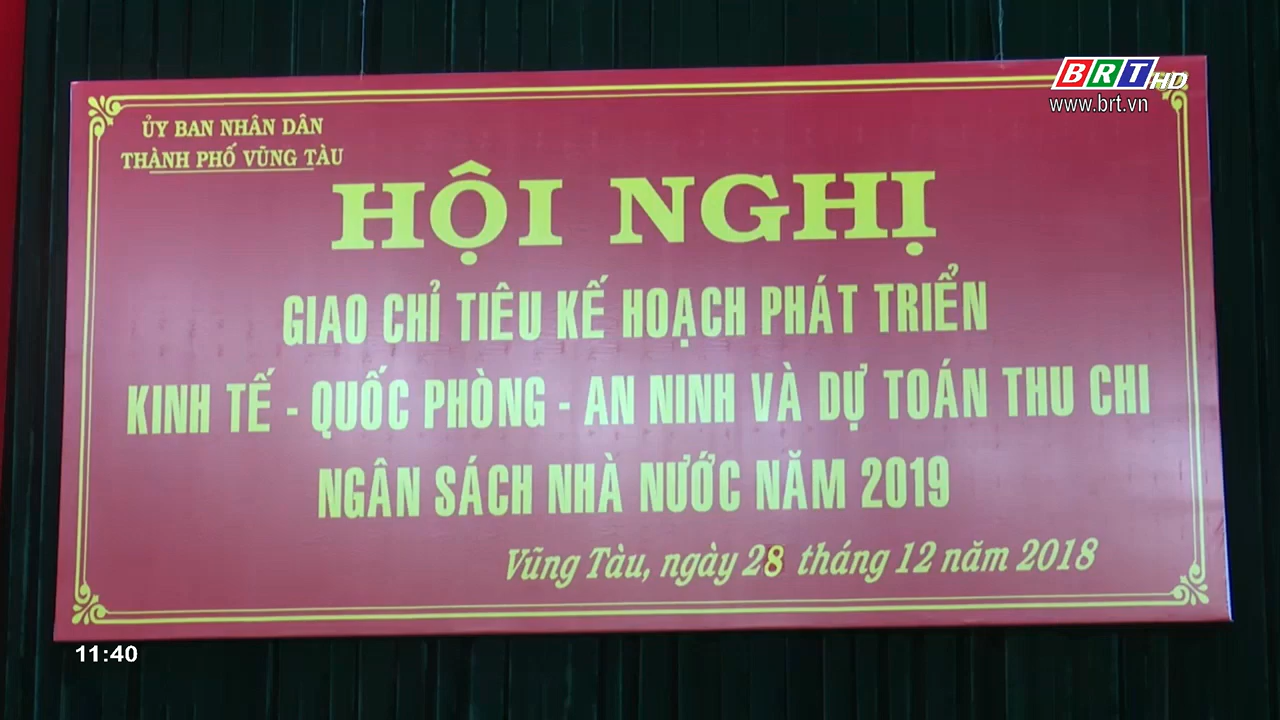 BRT HD
www.brt.vn
ỦY BAN NHÂN DÂN
THÀNH PHỐ VŨNG TÀU
HỘI NGHỊ
GIAO CHỈ TIÊU KẾ HOẠCH PHÁT TRIỂN
KINH TẾ - QUỐC PHÒNG - AN NINH VÀ DỰ TOÁN THU CHI
NGÂN SÁCH NHÀ NƯỚC NĂM 2019
Vũng Tàu, ngày 28 tháng 12 năm 2018
11:40